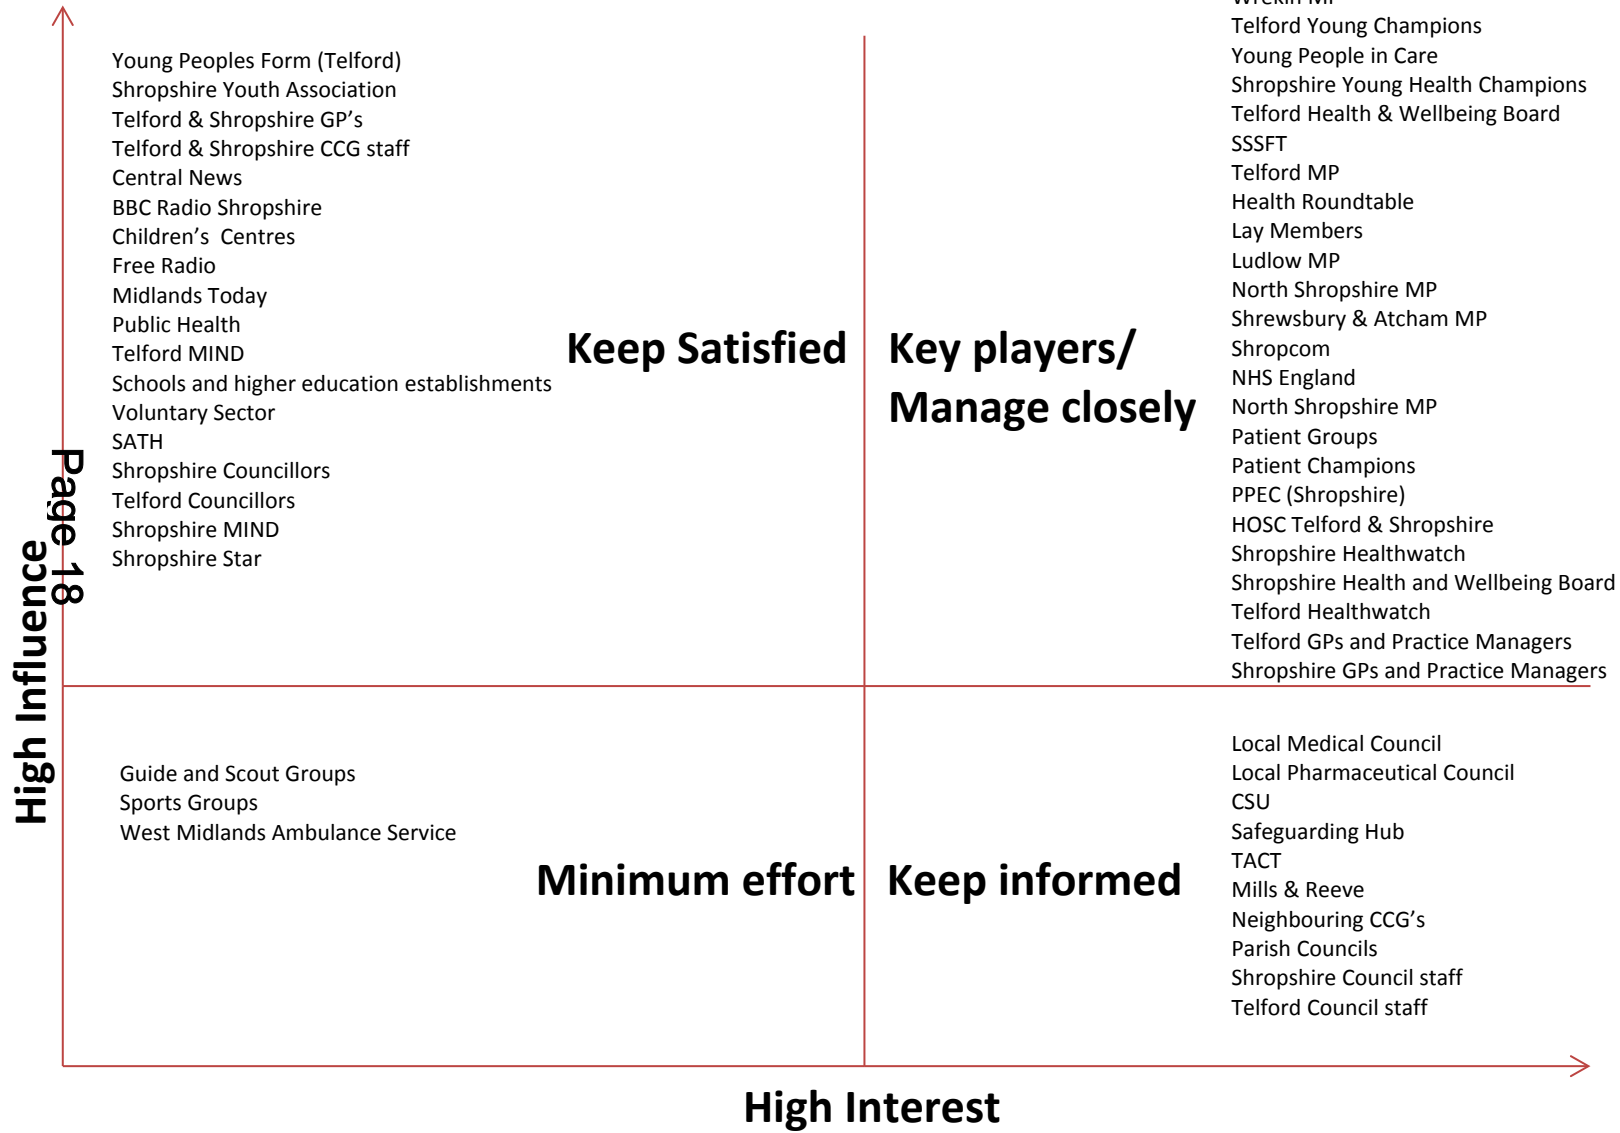 Young Peoples Form (Telford)
Shropshire Youth Association
Telford & Shropshire GP's
Telford & Shropshire CCG staff
Central News
BBC Radio Shropshire
Children's  Centres
Free Radio
Midlands Today
Public Health
Telford MIND
Schools and higher education establishments
Voluntary Sector
SATH
Shropshire Councillors
Telford Councillors
Shropshire MIND
Shropshire Star
Keep Satisfied
Key players/
Manage closely
Wrekin MP
Telford Young Champions
Young People in Care
Shropshire Young Health Champions
Telford Health & Wellbeing Board
SSSFT
Telford MP
Health Roundtable
Lay Members
Ludlow MP
North Shropshire MP
Shrewsbury & Atcham MP
Shropcom
NHS England
North Shropshire MP
Patient Groups
Patient Champions
PPEC (Shropshire)
HOSC Telford & Shropshire
Shropshire Healthwatch
Shropshire Health and Wellbeing Board
Telford Healthwatch
Telford GPs and Practice Managers
Shropshire GPs and Practice Managers
Page 18
High Influence
Guide and Scout Groups
Sports Groups
West Midlands Ambulance Service
Minimum effort
Keep informed
Local Medical Council
Local Pharmaceutical Council
CSU
Safeguarding Hub
TACT
Mills & Reeve
Neighbouring CCG's
Parish Councils
Shropshire Council staff
Telford Council staff
High Interest